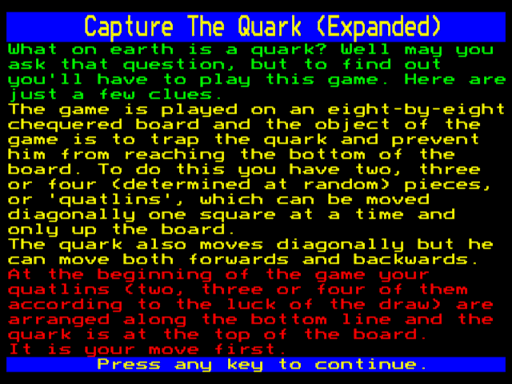 Capture The Quark (Expanded)
What on earth is a quark? Well may you
ask that question, but to find out
you'll have to play this game. Here are
just a few clues.
The game is played on an eight-by-eight
chequered board and the object of the
game is to trap the quark and prevent
him from reaching the bottom of the
board. To do this you have two, three
or four (determined at random) pieces,
or 'quatlins', which can be moved
diagonally one square at a time and
only up the board.
The quark also moves diagonally but he
can move both forwards and backwards.
At the beginning of the game your
quatlins (two, three or four of them
according to the luck of the draw) are
arranged along the bottom line and the
quark is at the top of the board.
It is your move first.
Press any key to continue.